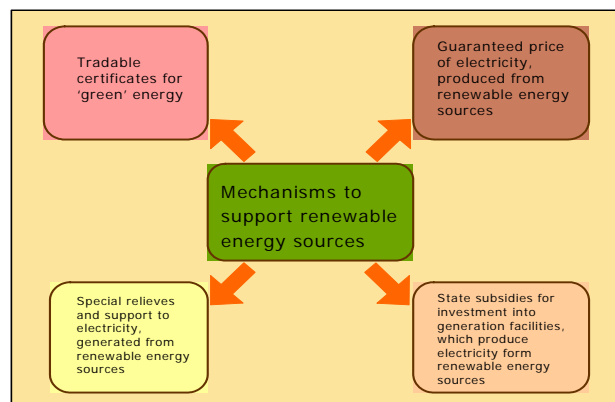 Tradable
certificates for
‘green’ energy
Guaranteed price
of electricity,
produced from
renewable energy
sources
Mechanisms to
support renewable
energy sources
Special relieves
and support to
electricity,
generated from
renewable energy
sources
State subsidies for
investment into
generation facilities,
which produce
electricity form
renewable energy
sources